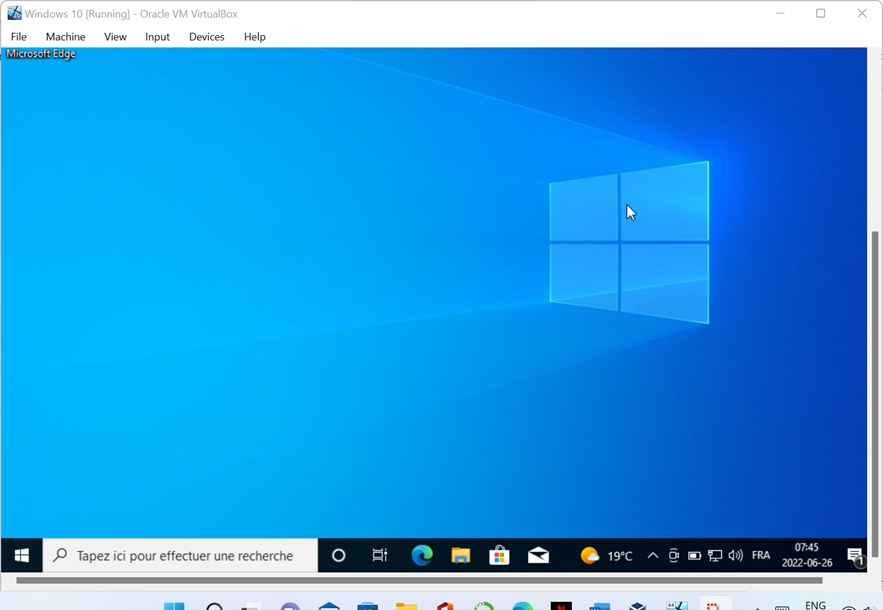 Windows 10 [Running] - Oracle VM VirtualBox
File Machine View Input Devices Help
Microsoft Edge
Tapez ici pour effectuer une recherche
19°C
FRA
07:45
2022-06-26
1
ENG